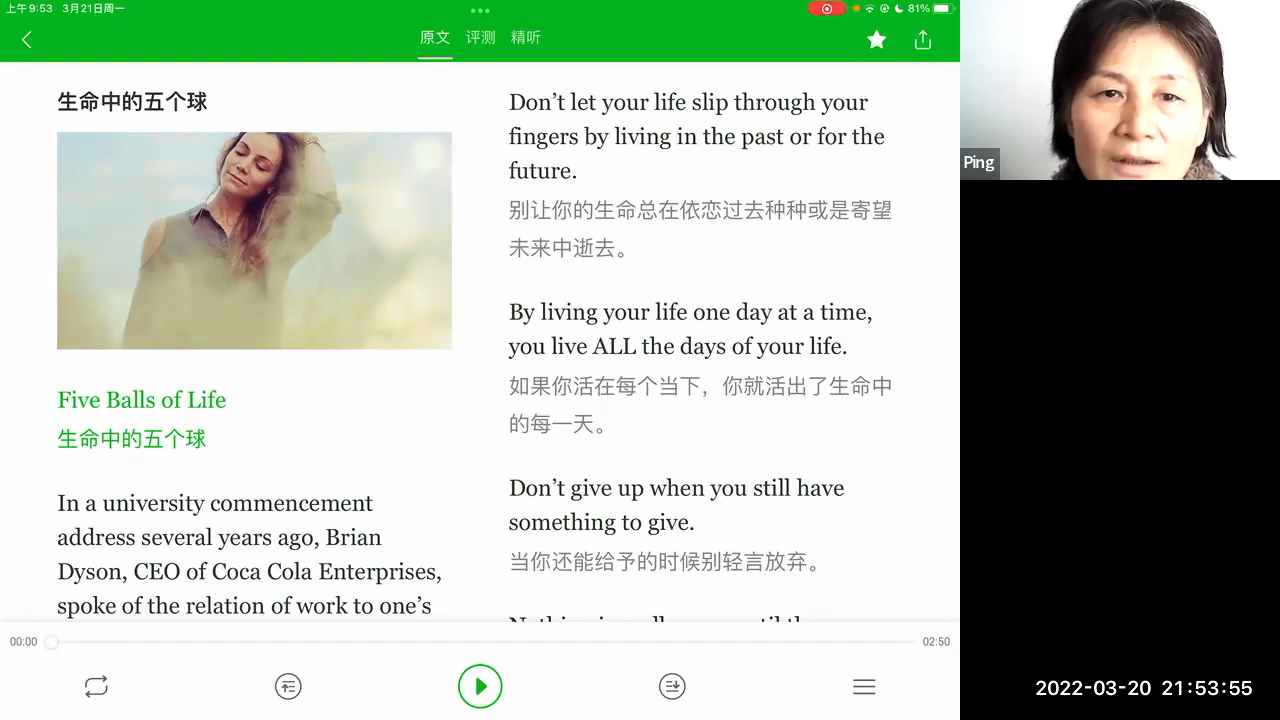 上午9:53 3月21日周一
81%
原文 评测 精听
生命中的五个球
Five Balls of Life
生命中的五个球
In a university commencement
address several years ago, Brian
Dyson, CEO of Coca Cola Enterprises,
spoke of the relation of work to one’s
Don’t let your life slip through your
fingers by living in the past or for the
future.
别让你的生命总在依恋过去种种或是寄望
未来中逝去。
By living your life one day at a time,
you live ALL the days of your life.
如果你活在每个当下，你就活出了生命中
的每一天。
Don’t give up when you still have
something to give.
当你还能给予的时候别轻言放弃。
00:00
02:50
Ping
2022-03-20 21:53:55